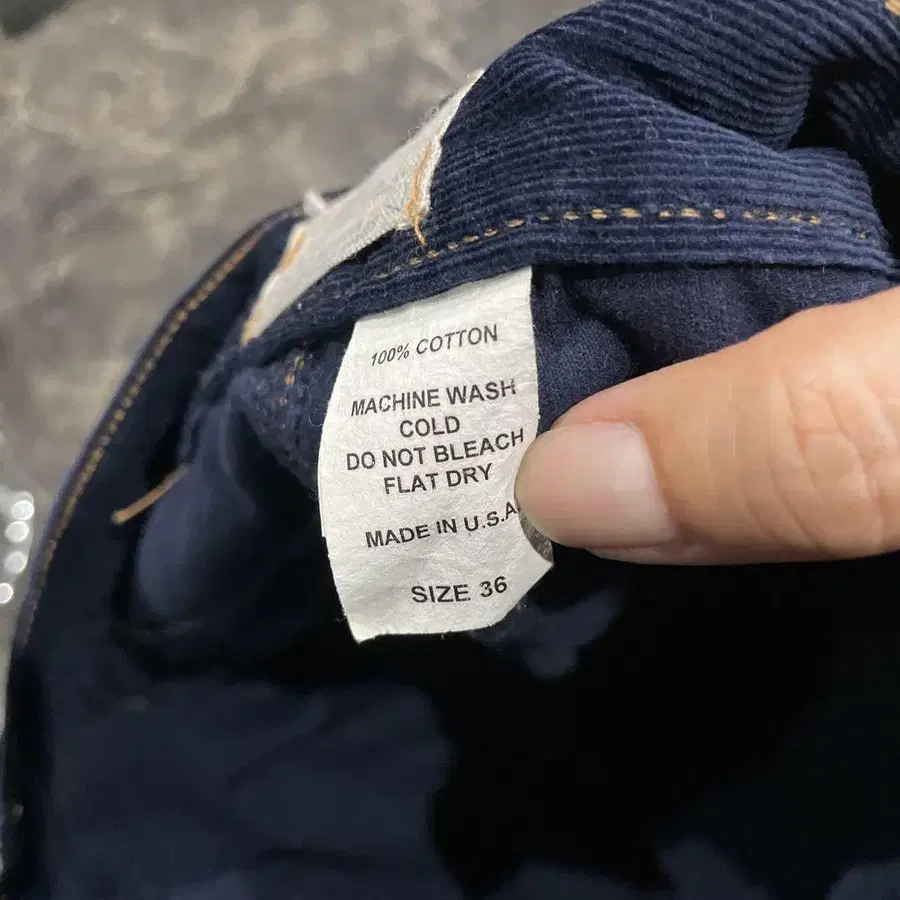 100% COTTON
MACHINE WASH
COLD
DO NOT BLEACH
FLAT DRY
MADE IN U.S.A
SIZE 36